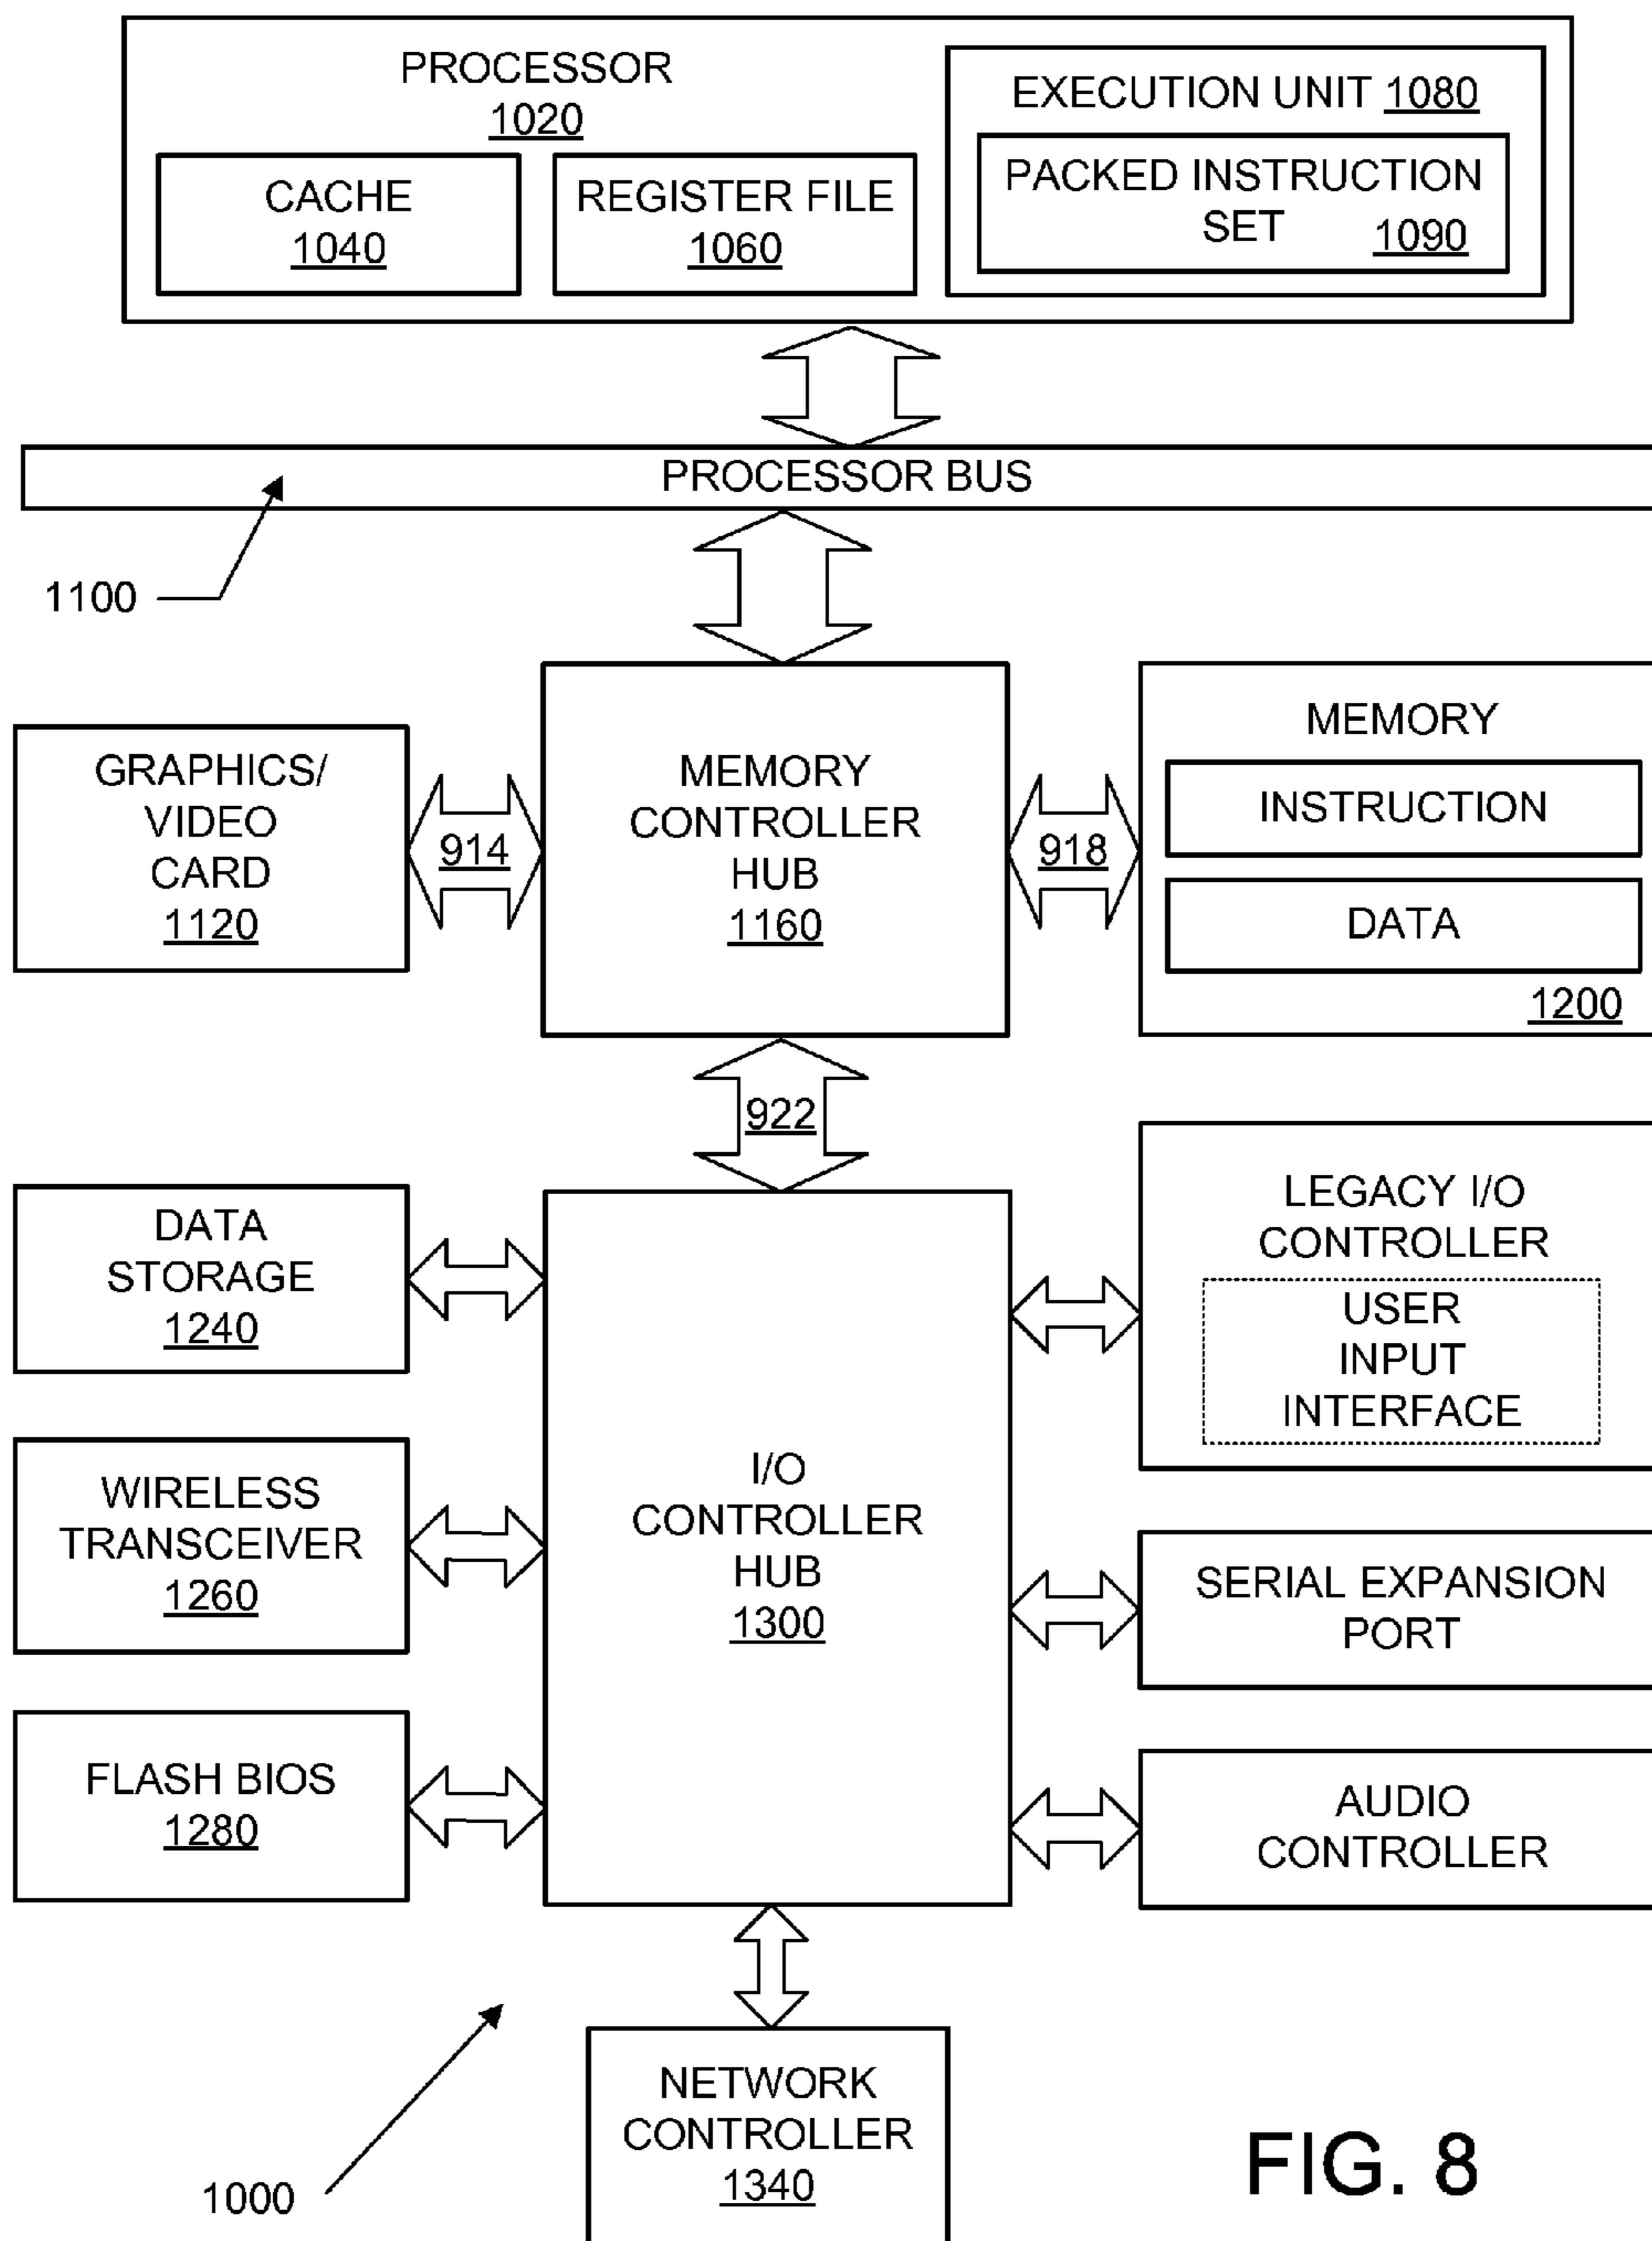 PROCESSOR
1020
CACHE
1040
REGISTER FILE
1060
EXECUTION UNIT 1080
PACKED INSTRUCTION
SET 1090
PROCESSOR BUS
1100
GRAPHICS/
VIDEO
CARD
1120
914
MEMORY
CONTROLLER
HUB
1160
918
MEMORY
INSTRUCTION
DATA
1200
922
DATA
STORAGE
1240
WIRELESS
TRANSCEIVER
1260
FLASH BIOS
1280
I/O
CONTROLLER
HUB
1300
LEGACY I/O
CONTROLLER
USER
INPUT
INTERFACE
SERIAL EXPANSION
PORT
AUDIO
CONTROLLER
1000
NETWORK
CONTROLLER
1340
FIG. 8